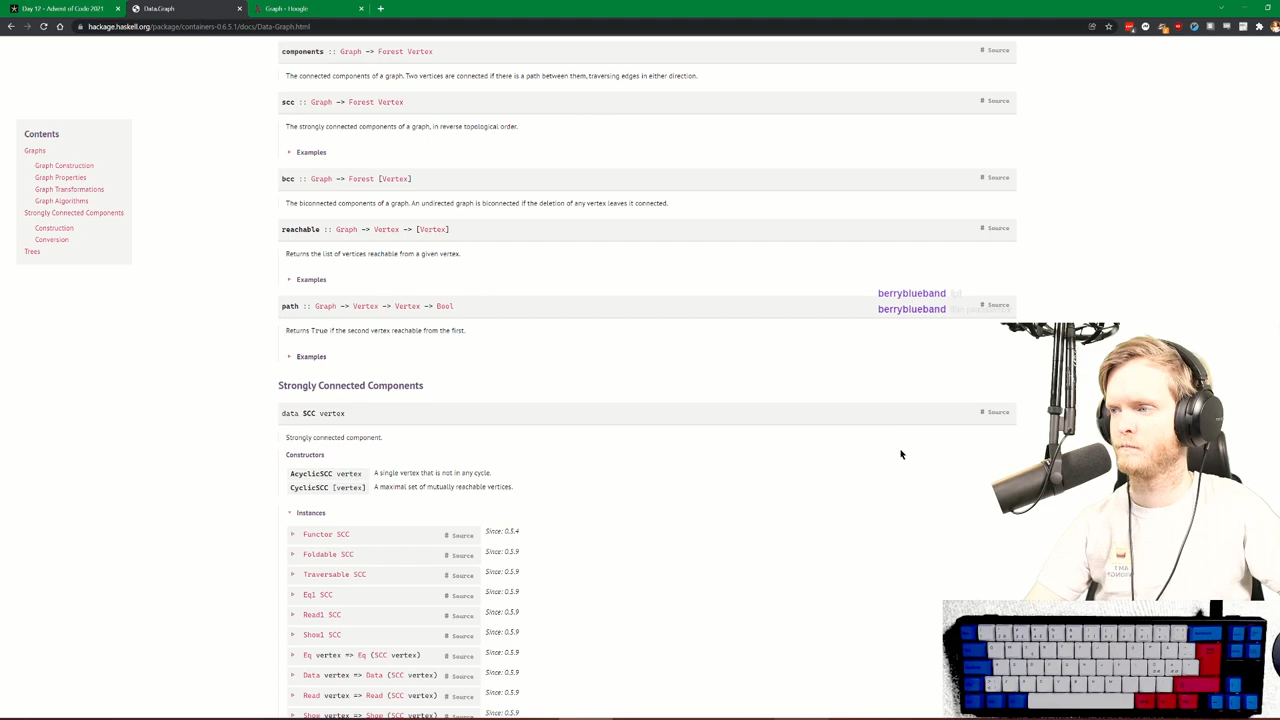 Day 12 - Advent of Code 2021
Data.Graph
Graph - Hoogle
hackage.haskell.org/package/containers-0.6.5.1/docs/Data-Graph.html
Contents
Graphs
Graph Construction
Graph Properties
Graph Transformations
Graph Algorithms
Strongly Connected Components
Construction
Conversion
Trees
components :: Graph -> Forest Vertex # Source
The connected components of a graph. Two vertices are connected if there is a path between them, traversing edges in either direction.
scc :: Graph -> Forest Vertex # Source
The strongly connected components of a graph, in reverse topological order.
Examples
bcc :: Graph -> Forest [Vertex] # Source
The biconnected components of a graph. An undirected graph is biconnected if the deletion of any vertex leaves it connected.
reachable :: Graph -> Vertex -> [Vertex] # Source
Returns the list of vertices reachable from a given vertex.
Examples
berryblueband
path :: Graph -> Vertex -> Vertex -> Bool # Source
berryblueband
Returns True if the second vertex reachable from the first.
Examples
Strongly Connected Components
data SCC vertex # Source
Strongly connected component.
Constructors
AcyclicSCC vertex A single vertex that is not in any cycle.
CyclicSCC [vertex] A maximal set of mutually reachable vertices.
Instances
Functor SCC # Source Since: 0.5.4
Foldable SCC # Source Since: 0.5.9
Traversable SCC # Source Since: 0.5.9
Eq1 SCC # Source Since: 0.5.9
Read1 SCC # Source Since: 0.5.9
Show1 SCC # Source Since: 0.5.9
Eq vertex => Eq (SCC vertex) # Source Since: 0.5.9
Data vertex => Data (SCC vertex) # Source Since: 0.5.9
Read vertex => Read (SCC vertex) # Source Since: 0.5.9
Show vertex => Show (SCC vertex) # Source Since: 0.5.9